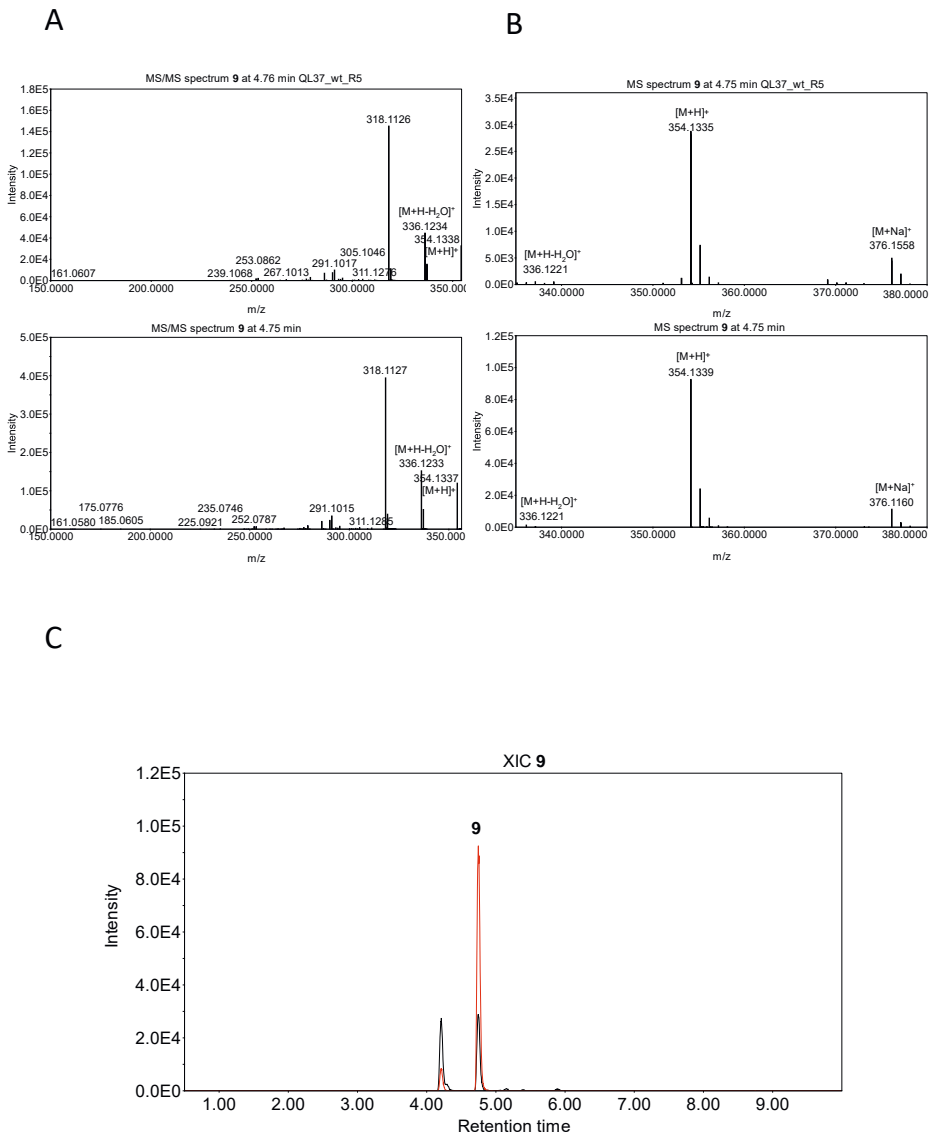 A
MS/MS spectrum 9 at 4.76 min QL37_wt_R5
1.8E5
1.6E5
1.4E5
1.2E5
1.0E5
8.0E4
6.0E4
4.0E4
2.0E4
0.0E0
Intensity
318.1126
[M+H-H₂O]⁺
336.1234
354.1338
[M+H]⁺
305.1046
253.0862
291.1017
239.1068
267.1013
311.1276
161.0607
150.0000 200.0000 250.0000 300.0000 350.0000
m/z
MS/MS spectrum 9 at 4.75 min
5.0E5
4.0E5
3.0E5
2.0E5
1.0E5
0.0E0
Intensity
318.1127
[M+H-H₂O]⁺
336.1233
354.1337
[M+H]⁺
175.0776
235.0746
291.1015
161.0580
185.0605
225.0921
252.0787
311.1285
150.0000 200.0000 250.0000 300.0000 350.0000
m/z
B
MS spectrum 9 at 4.75 min QL37_wt_R5
3.5E4
3.0E4
2.5E4
2.0E4
1.5E4
1.0E4
5.0E3
0.0E0
Intensity
[M+H]⁺
354.1335
[M+Na]⁺
376.1558
[M+H-H₂O]⁺
336.1221
340.0000 350.0000 360.0000 370.0000 380.0000
m/z
MS spectrum 9 at 4.75 min
1.2E5
1.0E5
8.0E4
6.0E4
4.0E4
2.0E4
0.0E0
Intensity
[M+H]⁺
354.1339
[M+Na]⁺
376.1160
[M+H-H₂O]⁺
336.1221
340.0000 350.0000 360.0000 370.0000 380.0000
m/z
C
XIC 9
1.2E5
1.0E5
8.0E4
6.0E4
4.0E4
2.0E4
0.0E0
Intensity
9
1.00 2.00 3.00 4.00 5.00 6.00 7.00 8.00 9.00
Retention time